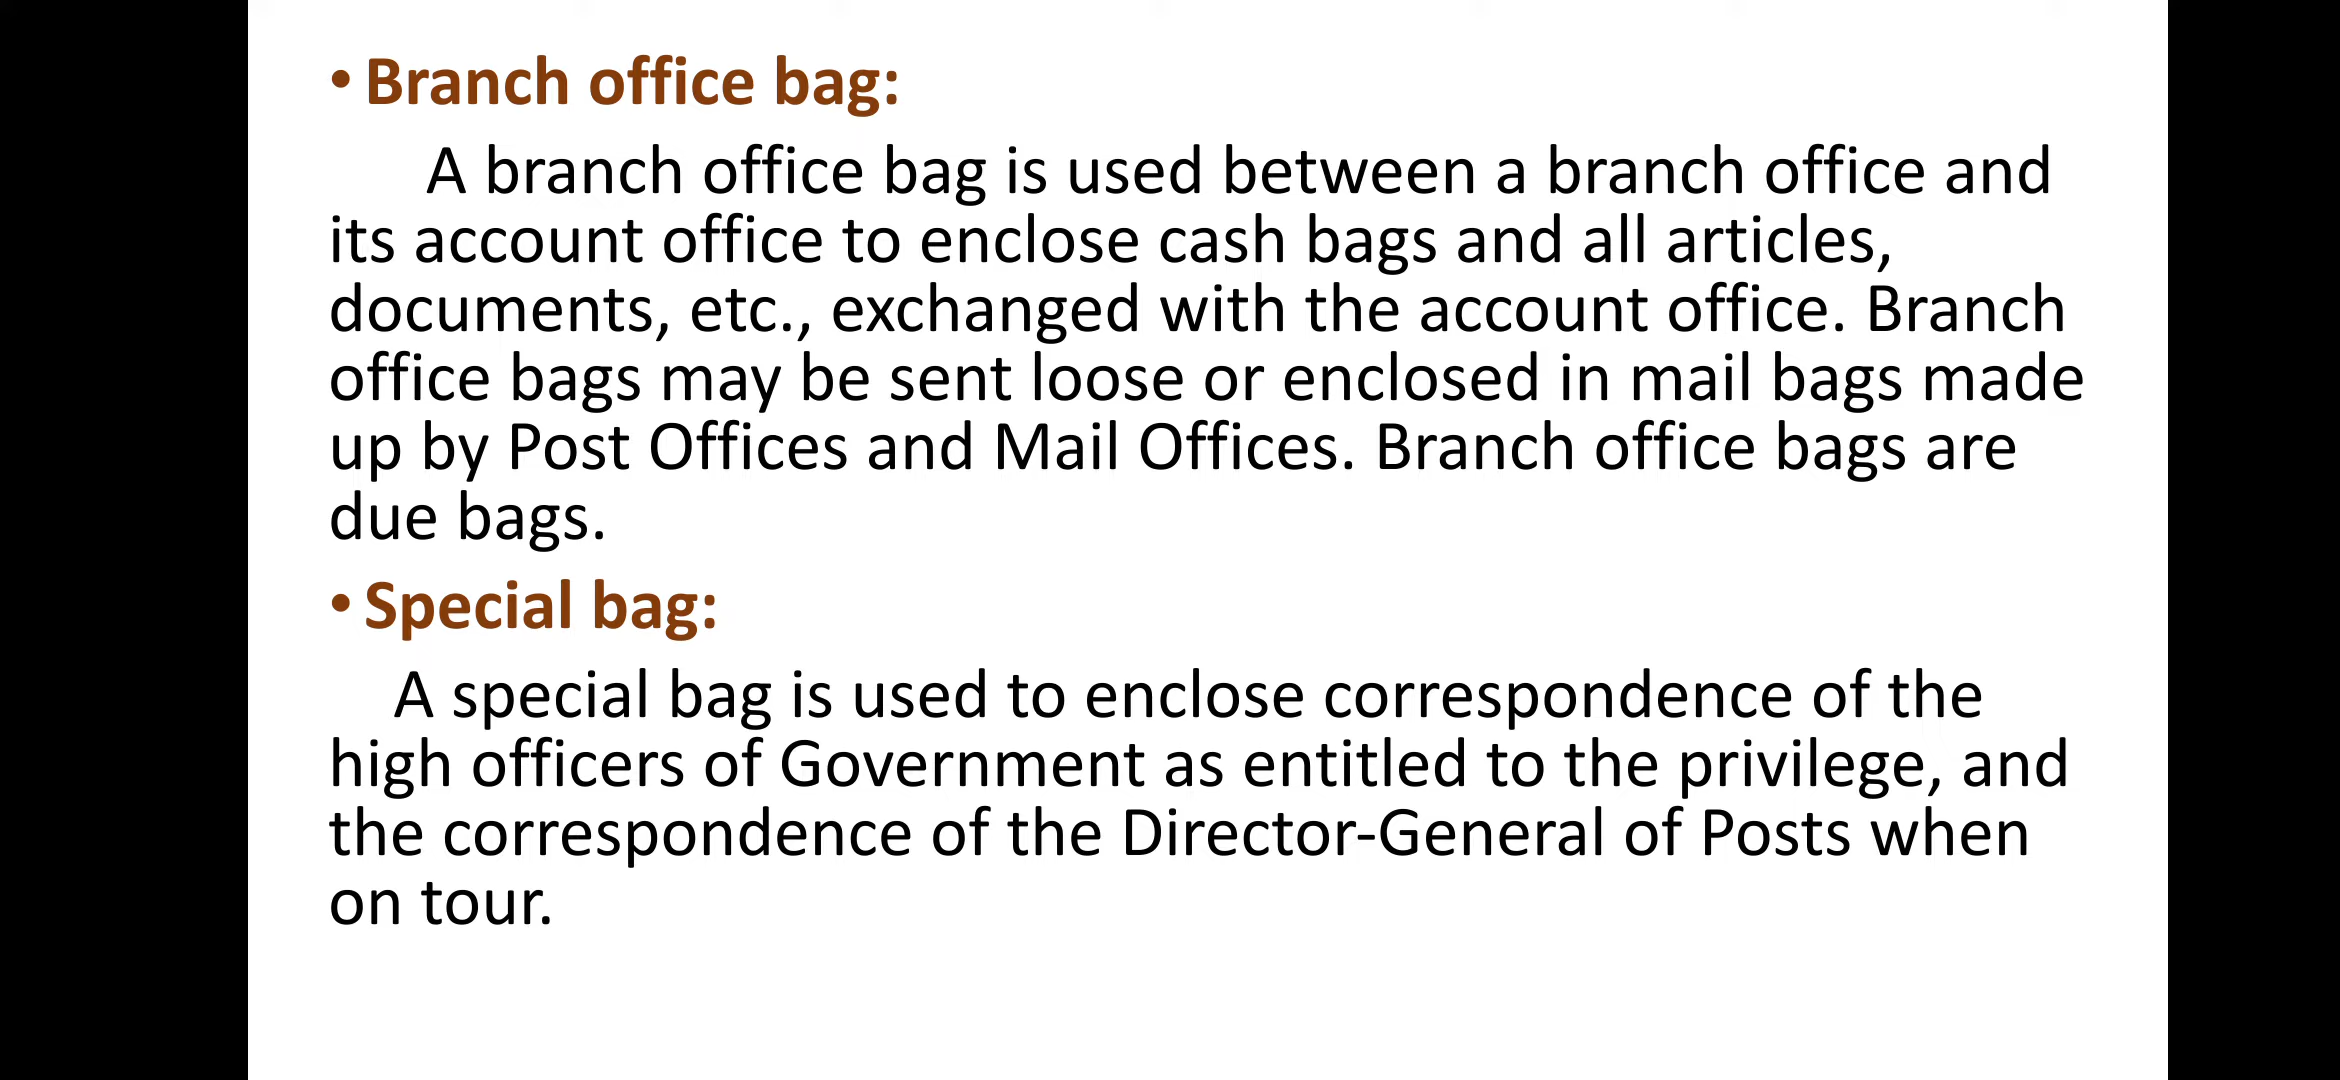 • Branch office bag:
A branch office bag is used between a branch office and
its account office to enclose cash bags and all articles,
documents, etc., exchanged with the account office. Branch
office bags may be sent loose or enclosed in mail bags made
up by Post Offices and Mail Offices. Branch office bags are
due bags.
• Special bag:
A special bag is used to enclose correspondence of the
high officers of Government as entitled to the privilege, and
the correspondence of the Director-General of Posts when
on tour.